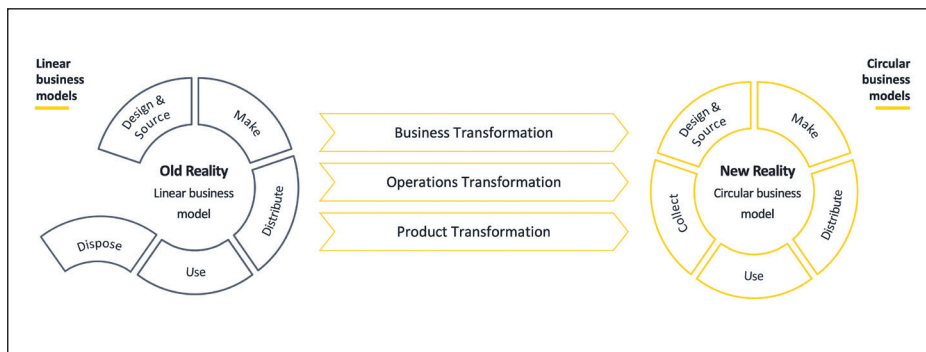 Linear
business
models
Design &
Source
Make
Distribute
Use
Dispose
Old Reality
Linear business
model
Business Transformation
Operations Transformation
Product Transformation
Circular
business
models
Design &
Source
Make
Distribute
Use
Collect
New Reality
Circular business
model